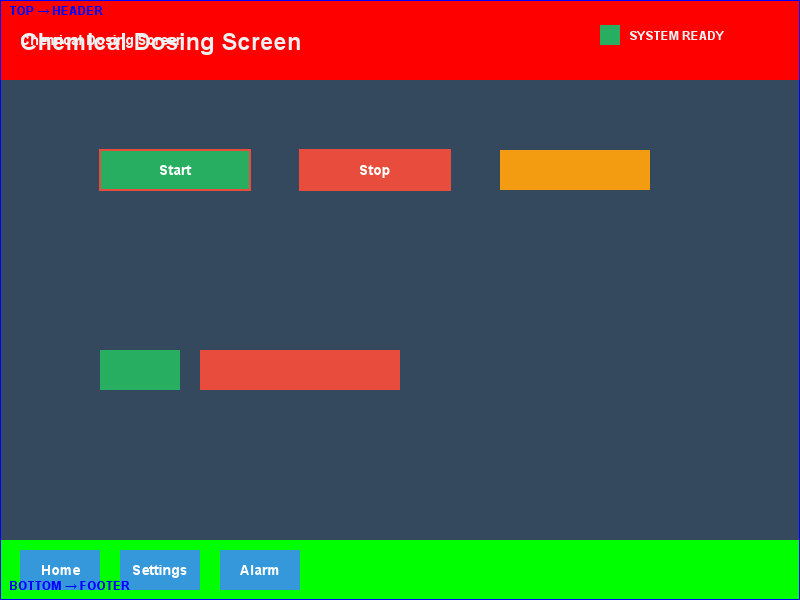 TOP → HEADER
Chemical Dosing Screen
Chemical Dosing Screen
SYSTEM READY
Start
Stop
Home
Settings
Alarm
BOTTOM → FOOTER